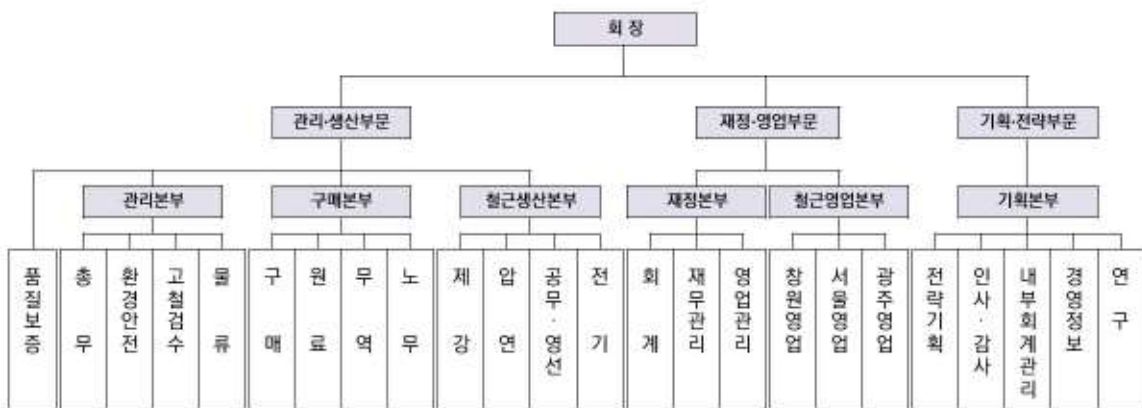 회 장
관리·생산부문
재정·영업부문
기획·전략부문
관리본부
구매본부
철근생산본부
재정본부
철근영업본부
기획본부
품질보증
총무
환경안전
고철검수
물류
구매
원료
무역
노무
제강
압연
공무·영선
전기
회계
재무관리
영업관리
창원영업
서울영업
광주영업
전략기획
인사·감사
내부회계관리
경영정보
연구